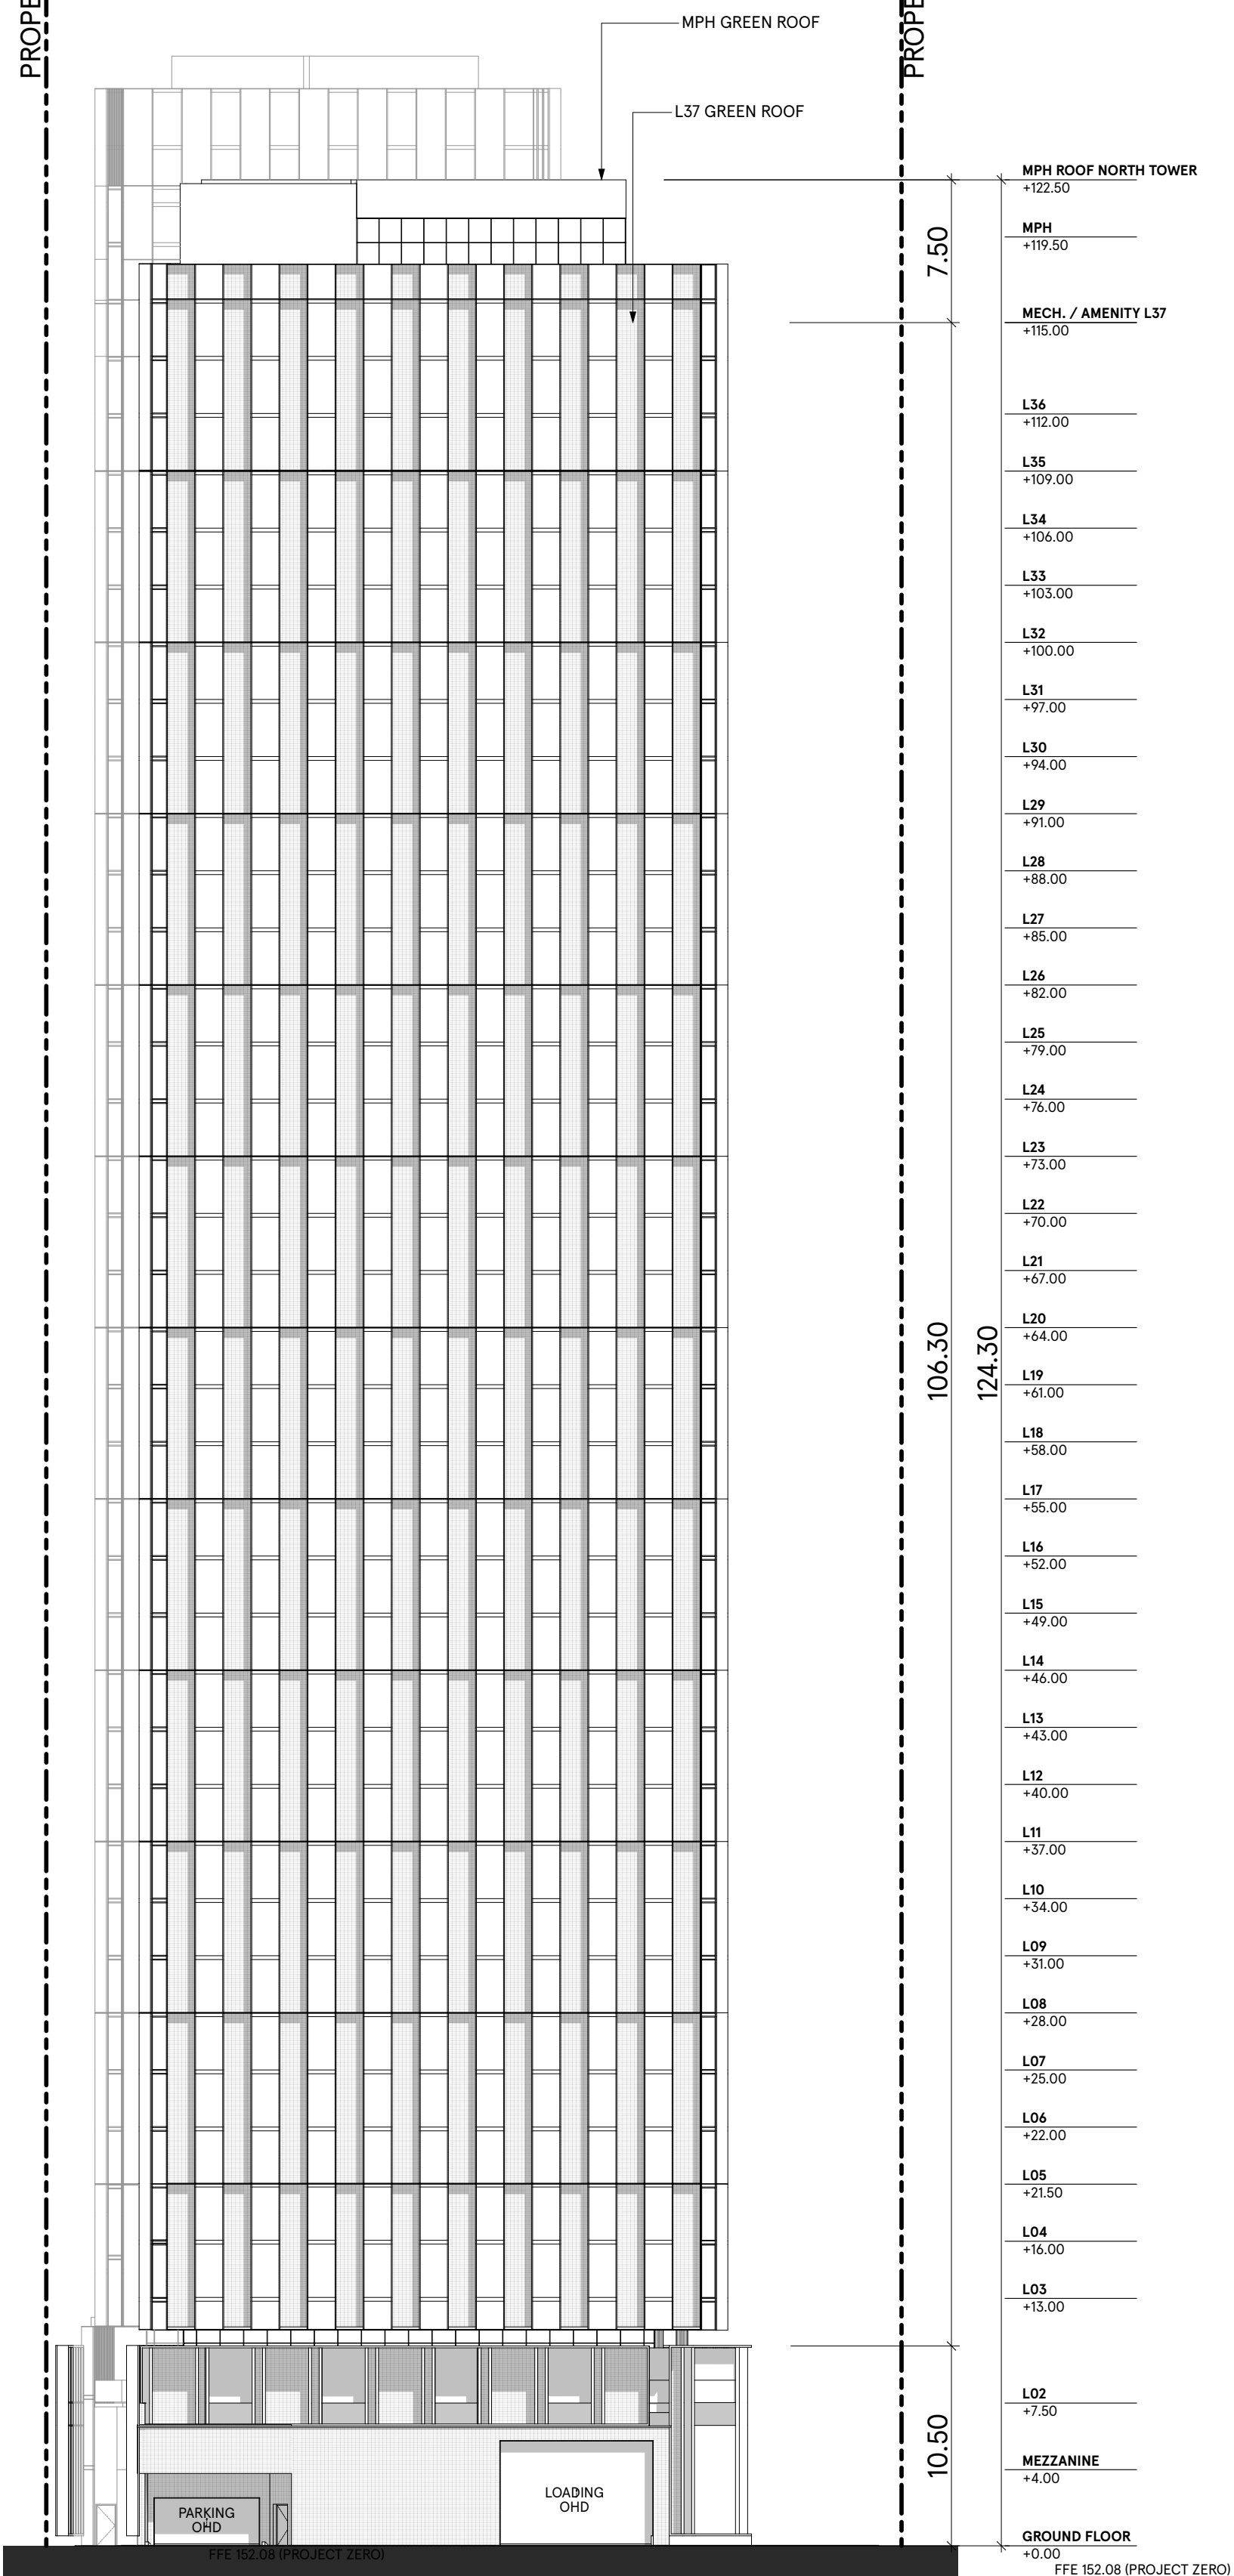 PROPE
PROPE
MPH GREEN ROOF
L37 GREEN ROOF
MPH ROOF NORTH TOWER
+122.50
MPH
+119.50
7.50
MECH. / AMENITY L37
+115.00
L36
+112.00
L35
+109.00
L34
+106.00
L33
+103.00
L32
+100.00
L31
+97.00
L30
+94.00
L29
+91.00
L28
+88.00
L27
+85.00
L26
+82.00
L25
+79.00
L24
+76.00
L23
+73.00
L22
+70.00
L21
+67.00
L20
+64.00
106.30
124.30
L19
+61.00
L18
+58.00
L17
+55.00
L16
+52.00
L15
+49.00
L14
+46.00
L13
+43.00
L12
+40.00
L11
+37.00
L10
+34.00
L09
+31.00
L08
+28.00
L07
+25.00
L06
+22.00
L05
+21.50
L04
+16.00
L03
+13.00
L02
+7.50
10.50
MEZZANINE
+4.00
LOADING
OHD
PARKING
OHD
GROUND FLOOR
+0.00
FFE 152.08 (PROJECT ZERO)
FFE 152.08 (PROJECT ZERO)